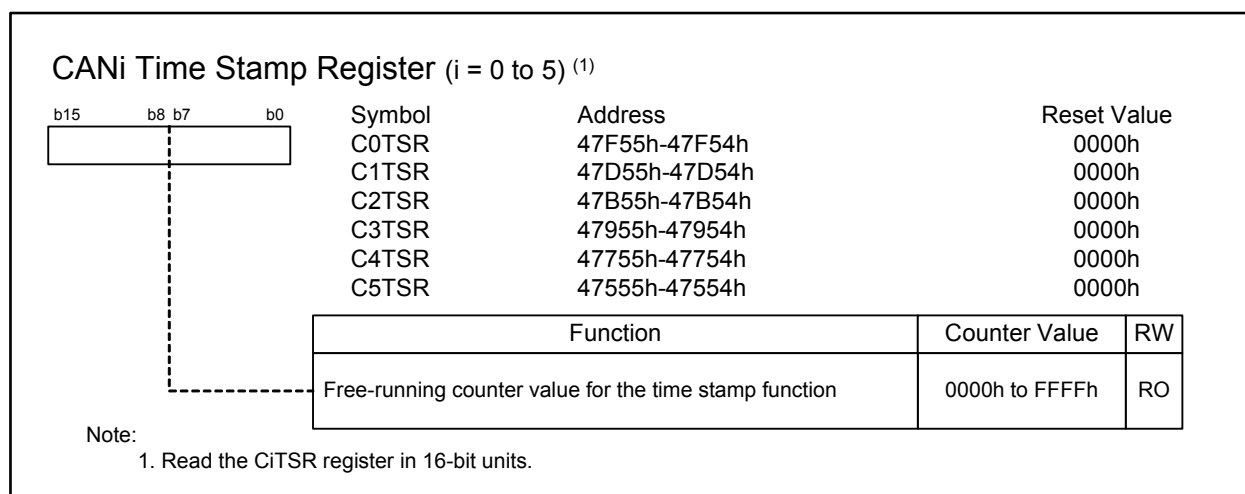 CANi Time Stamp Register (i = 0 to 5) (1)
b15 b8 b7 b0
Symbol Address Reset Value
C0TSR 47F55h-47F54h 0000h
C1TSR 47D55h-47D54h 0000h
C2TSR 47B55h-47B54h 0000h
C3TSR 47955h-47954h 0000h
C4TSR 47755h-47754h 0000h
C5TSR 47555h-47554h 0000h
Function Counter Value RW
Free-running counter value for the time stamp function 0000h to FFFFh RO
Note:
1. Read the CiTSR register in 16-bit units.